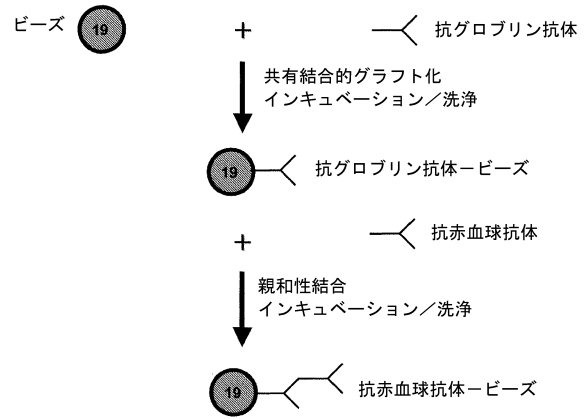 ビーズ 19 + 抗グロブリン抗体
共有結合的グラフト化
インキュベーション／洗浄
19 抗グロブリン抗体－ビーズ
+ 抗赤血球抗体
親和性結合
インキュベーション／洗浄
19 抗赤血球抗体－ビーズ